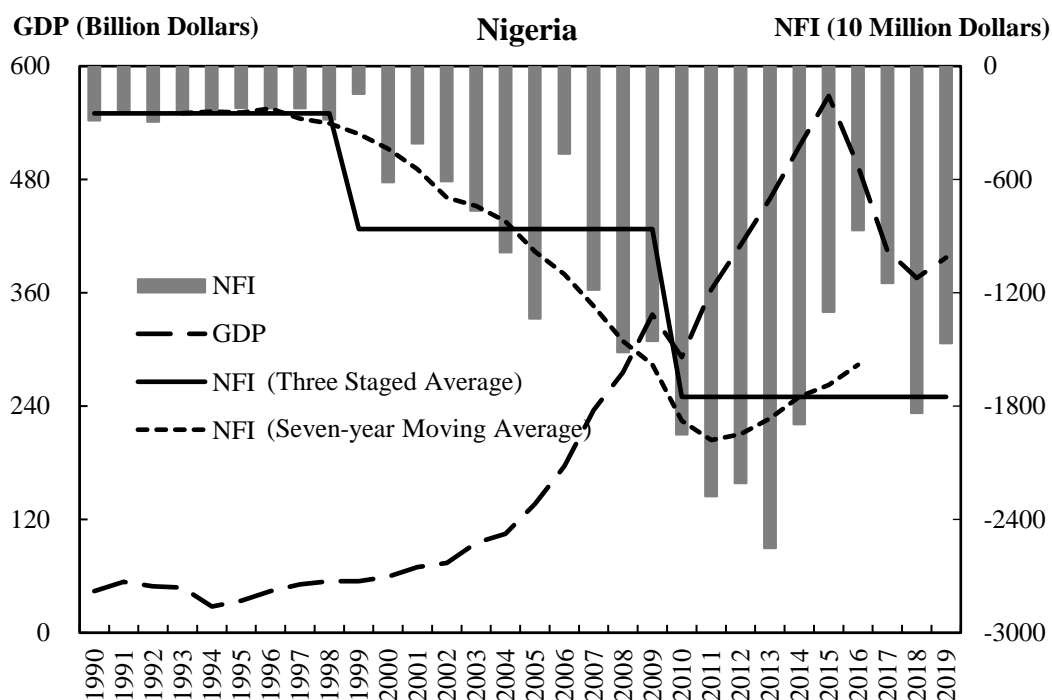 GDP (Billion Dollars) Nigeria NFI (10 Million Dollars)
600 0
480 -600
360 -1200
240 -1800
120 -2400
0 -3000
NFI
GDP
NFI (Three Staged Average)
NFI (Seven-year Moving Average)
1990 1991 1992 1993 1994 1995 1996 1997 1998 1999 2000 2001 2002 2003 2004 2005 2006 2007 2008 2009 2010 2011 2012 2013 2014 2015 2016 2017 2018 2019